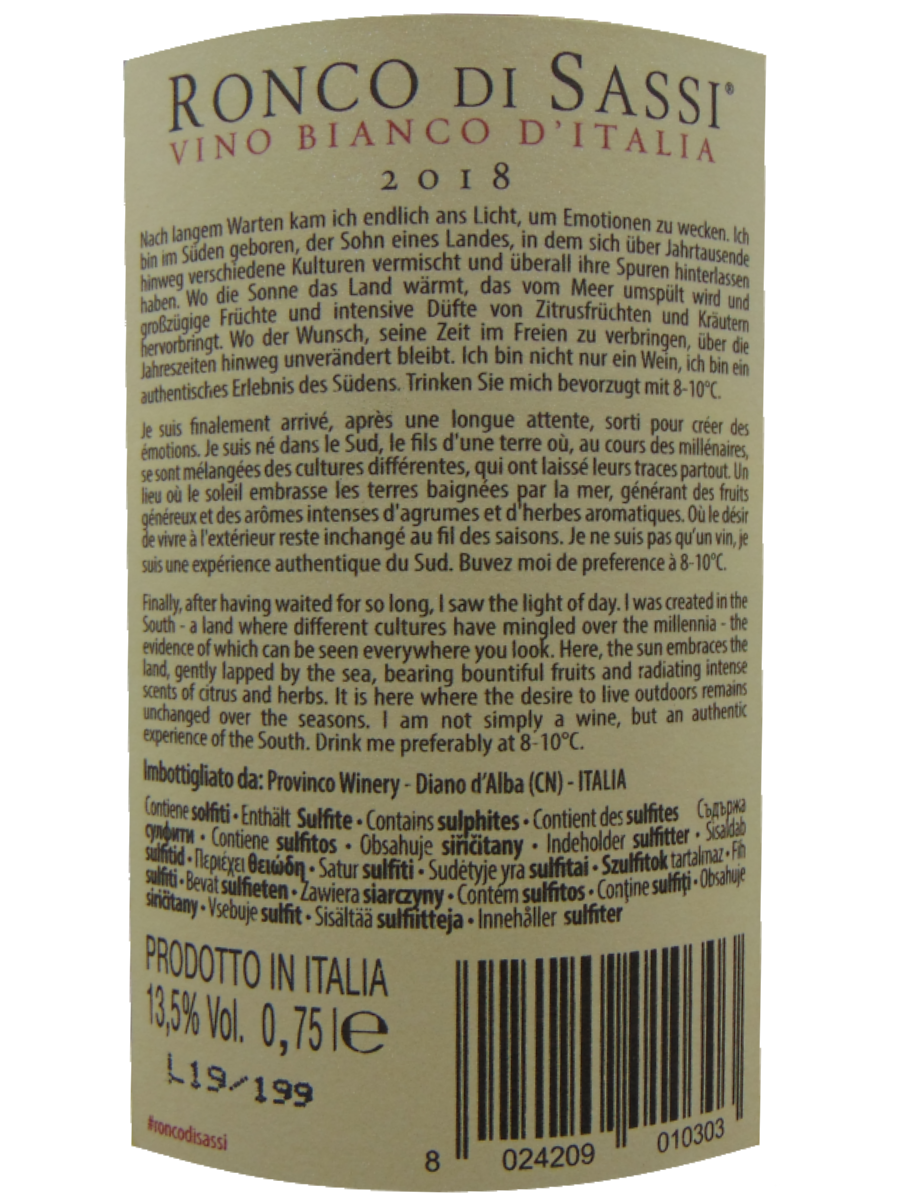 RONCO DI SASSI®
VINO BIANCO D'ITALIA
2018
Nach langem Warten kam ich endlich ans Licht, um Emotionen zu wecken. Ich
bin im Süden geboren, der Sohn eines Landes, in dem sich über Jahrtausende
hinweg verschiedene Kulturen vermischt und überall ihre Spuren hinterlassen
haben. Wo die Sonne das Land wärmt, das vom Meer umspült wird und
großzügige Früchte und intensive Düfte von Zitrusfrüchten und Kräutern
hervorbringt. Wo der Wunsch, seine Zeit im Freien zu verbringen, über die
Jahreszeiten hinweg unverändert bleibt. Ich bin nicht nur ein Wein, ich bin ein
authentisches Erlebnis des Südens. Trinken Sie mich bevorzugt mit 8-10°C.
Je suis finalement arrivé, après une longue attente, sorti pour créer des
émotions. Je suis né dans le Sud, le fils d'une terre où, au cours des millénaires,
se sont mélangées des cultures différentes, qui ont laissé leurs traces partout. Un
lieu où le soleil embrasse les terres baignées par la mer, générant des fruits
généreux et des arômes intenses d'agrumes et d'herbes aromatiques. Où le désir
de vivre à l'extérieur reste inchangé au fil des saisons. Je ne suis pas qu'un vin, je
suis une expérience authentique du Sud. Buvez moi de preference à 8-10°C.
Finally, after having waited for so long, I saw the light of day. I was created in the
South - a land where different cultures have mingled over the millennia - the
evidence of which can be seen everywhere you look. Here, the sun embraces the
land, gently lapped by the sea, bearing bountiful fruits and radiating intense
scents of citrus and herbs. It is here where the desire to live outdoors remains
unchanged over the seasons. I am not simply a wine, but an authentic
experience of the South. Drink me preferably at 8-10°C.
Imbottigliato da: Provinco Winery - Diano d'Alba (CN) - ITALIA
Contiene solfiti • Enthält Sulfite • Contains sulphites • Contient des sulfites Съдържа
сулфити • Contiene sulfitos • Obsahuje siřičitany • Indeholder sulfitter • Sisaldab
sulfitid • Περιέχει θειώδη • Satur sulfīti • Sudėtyje yra sulfitai • Szulfitok tartalmaz • Fih
sulfiti • Bevat sulfieten • Zawiera siarczyny • Contém sulfitos • Conţine sulfiţi • Obsahuje
siričitany • Vsebuje sulfit • Sisältää sulfiitteja • Innehåller sulfiter
PRODOTTO IN ITALIA
13,5% Vol. 0,75 l e
L19/199
#roncodisassi
8 024209 010303